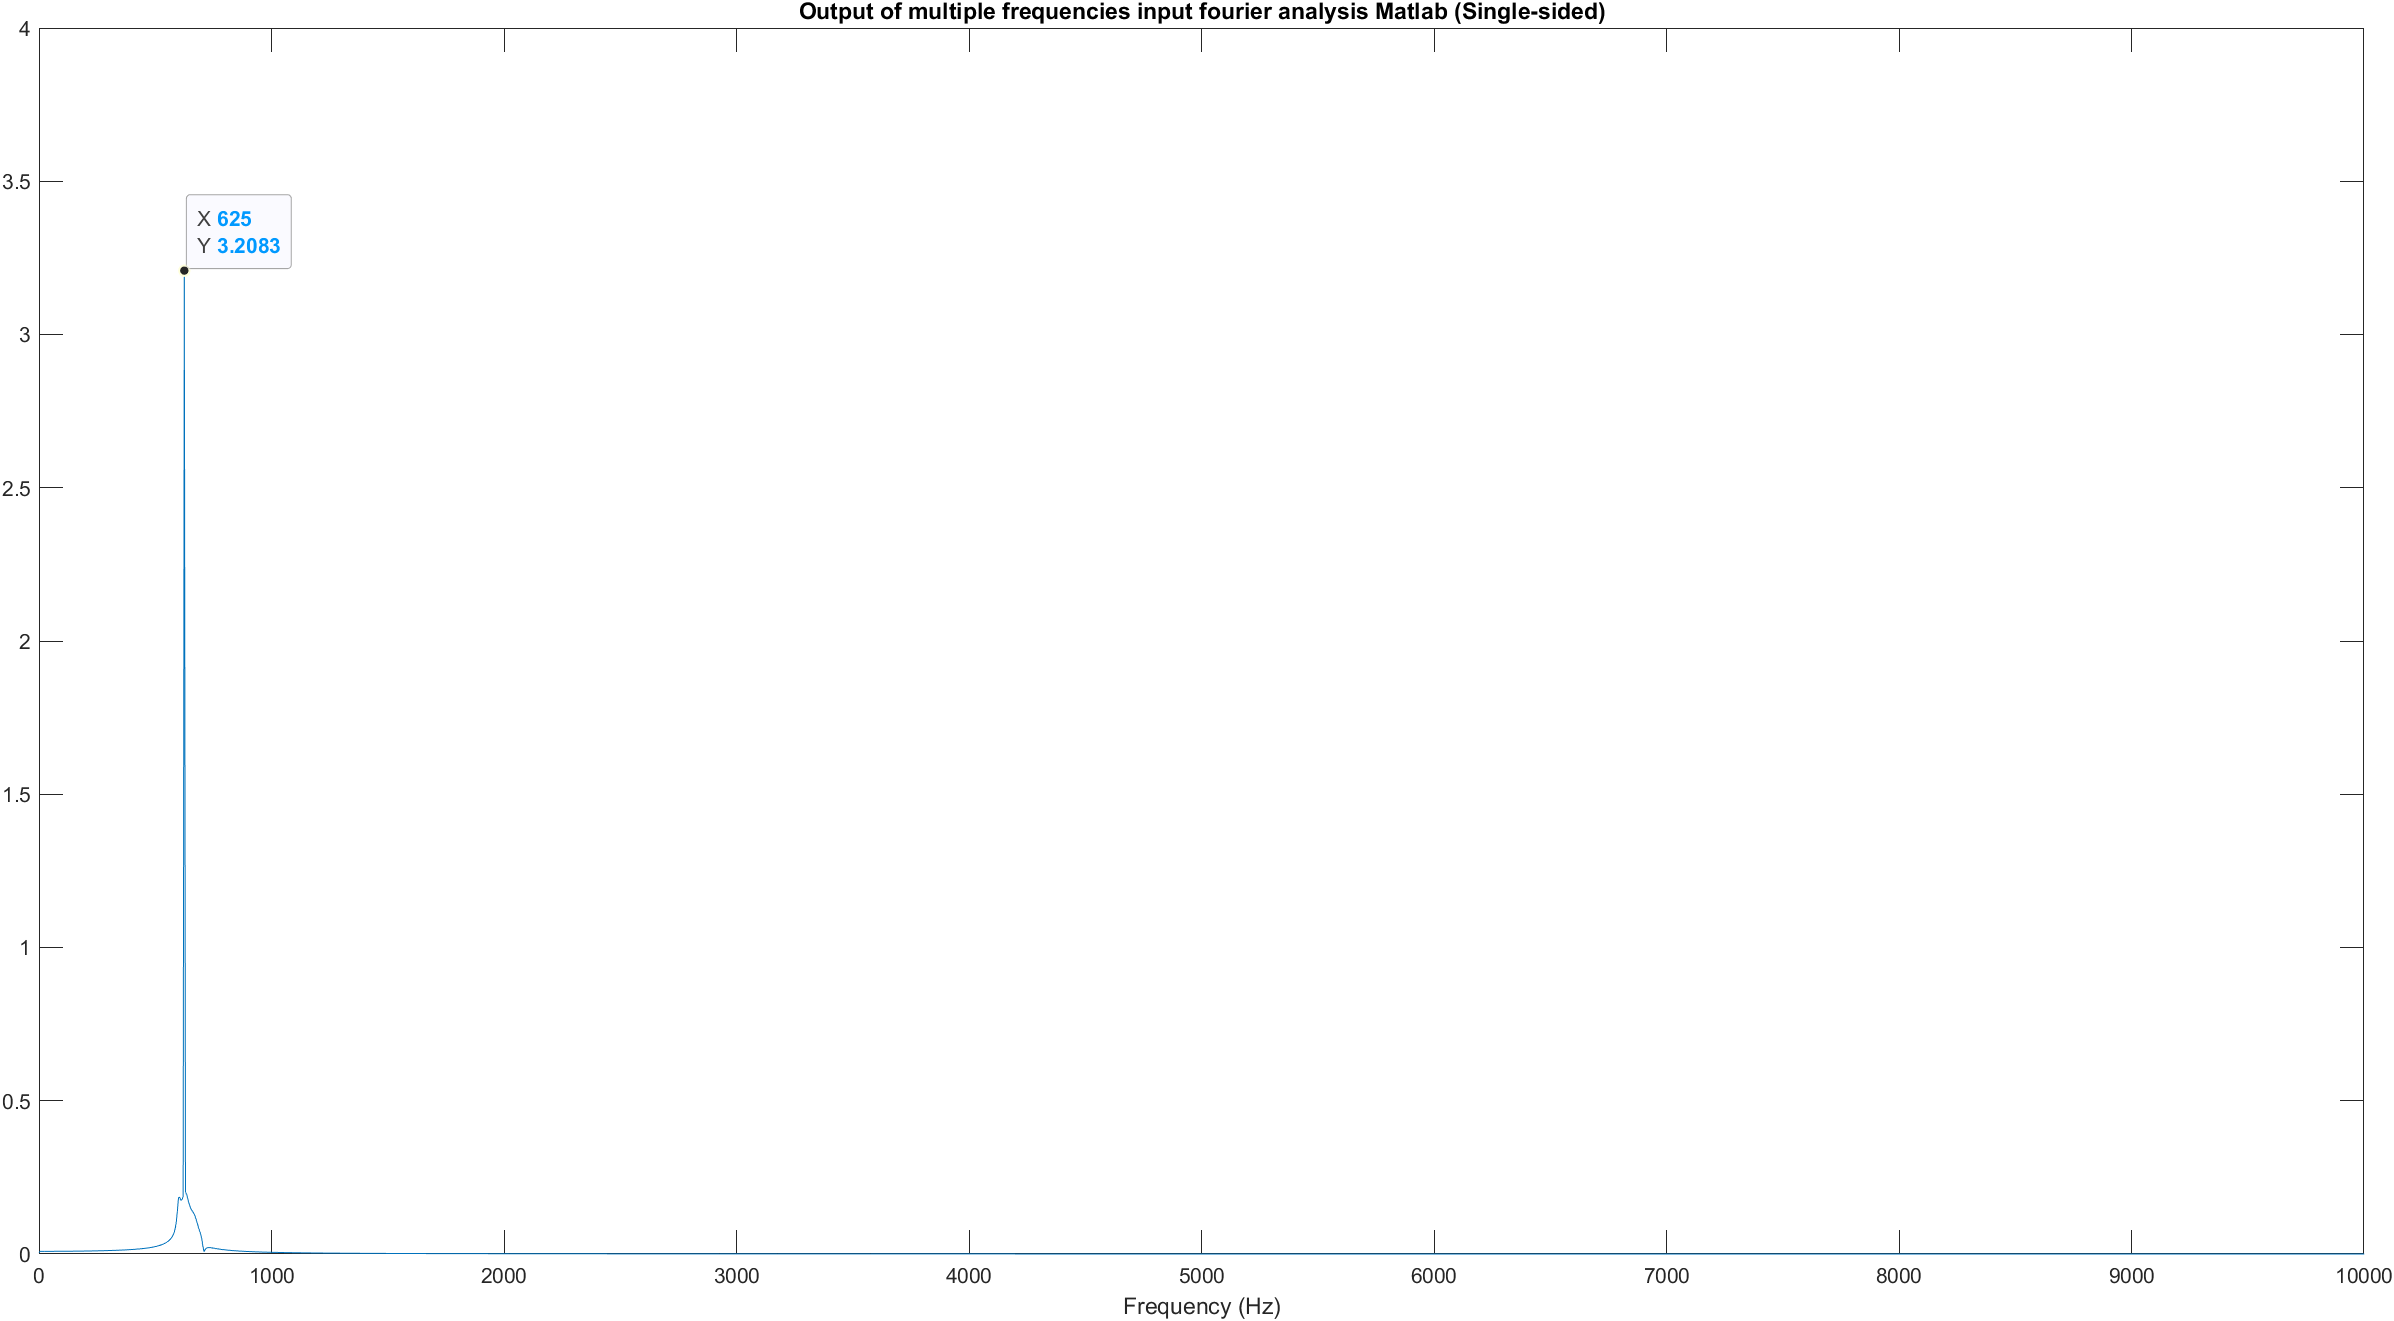 Output of multiple frequencies input fourier analysis Matlab (Single-sided)
4
3.5
X 625
Y 3.2083
3
2.5
2
1.5
1
0.5
0
0 1000 2000 3000 4000 5000 6000 7000 8000 9000 10000
Frequency (Hz)